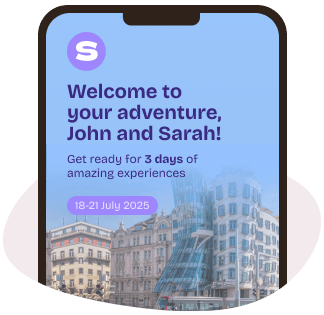 S
Welcome to
your adventure,
John and Sarah!
Get ready for 3 days of
amazing experiences
18-21 July 2025